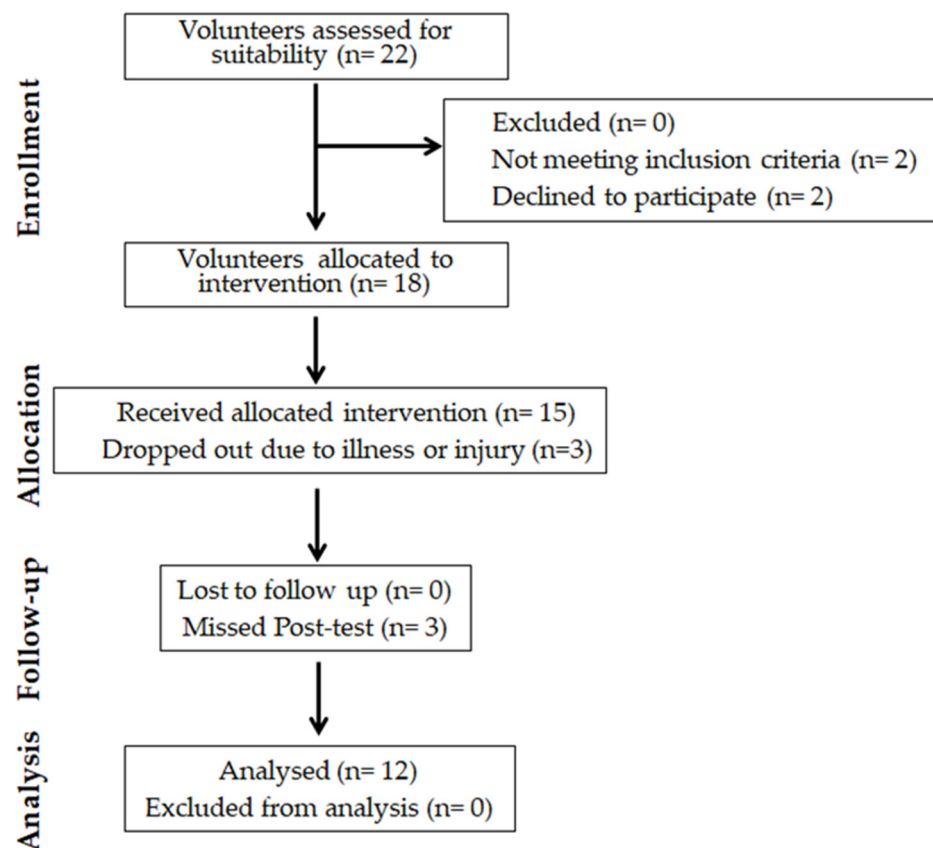 Enrollment
Volunteers assessed for
suitability (n= 22)
Excluded (n= 0)
Not meeting inclusion criteria (n= 2)
Declined to participate (n= 2)
Volunteers allocated to
intervention (n= 18)
Allocation
Received allocated intervention (n= 15)
Dropped out due to illness or injury (n=3)
Follow-up
Lost to follow up (n= 0)
Missed Post-test (n= 3)
Analysis
Analysed (n= 12)
Excluded from analysis (n= 0)